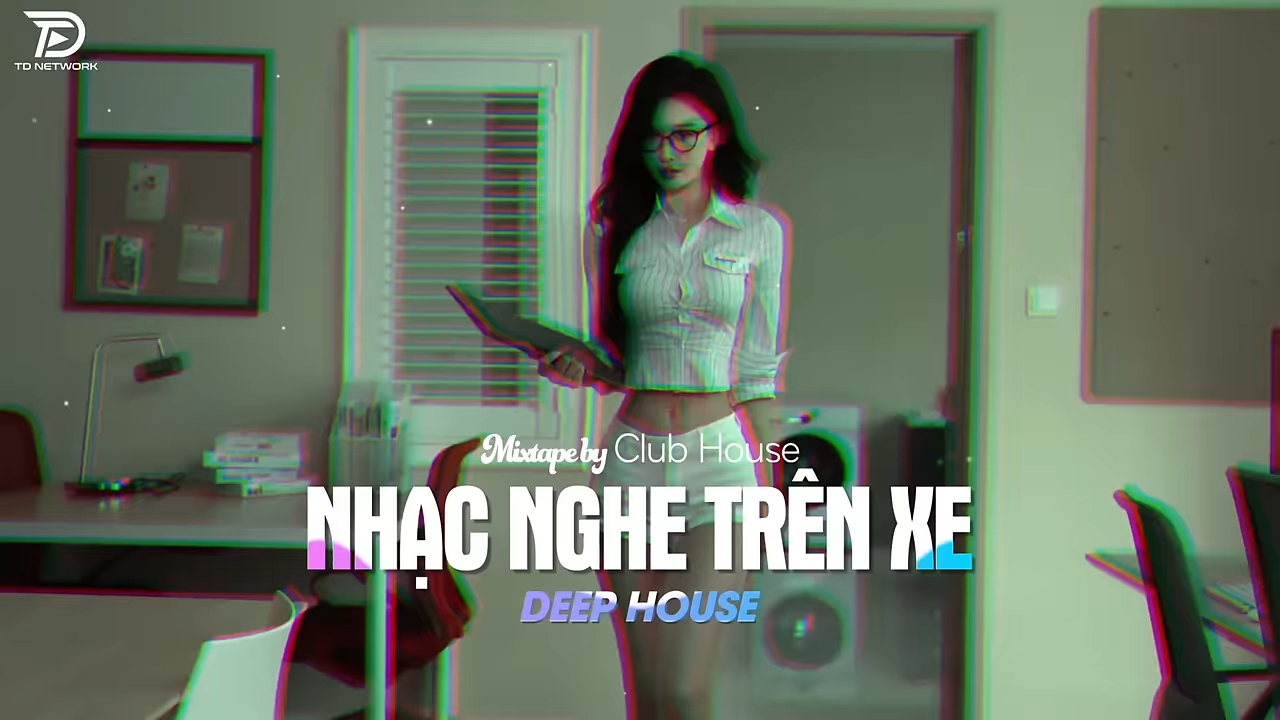 TD NETWORK
Mixtape by Club House
NHẠC NGHE TRÊN XE
DEEP HOUSE